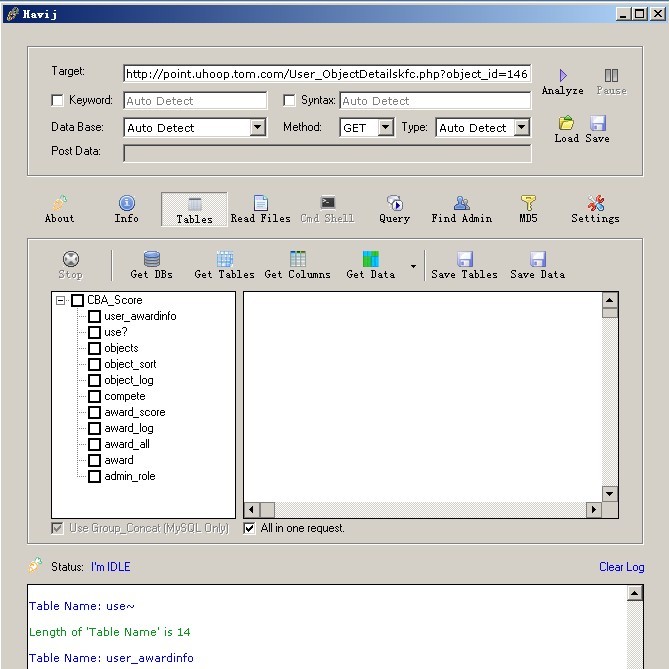 Havij
Target: http://point.uhoop.tom.com/User_ObjectDetailskfc.php?object_id=146
Analyze Pause
Keyword: Auto Detect Syntax: Auto Detect
Data Base: Auto Detect Method: GET Type: Auto Detect
Load Save
Post Data:
About Info Tables Read Files Cmd Shell Query Find Admin MD5 Settings
Stop Get DBs Get Tables Get Columns Get Data Save Tables Save Data
CBA_Score
user_awardinfo
use?
objects
object_sort
object_log
compete
award_score
award_log
award_all
award
admin_role
Use Group_Concat (MySQL Only) All in one request.
Status: I'm IDLE Clear Log
Table Name: use~
Length of 'Table Name' is 14
Table Name: user_awardinfo